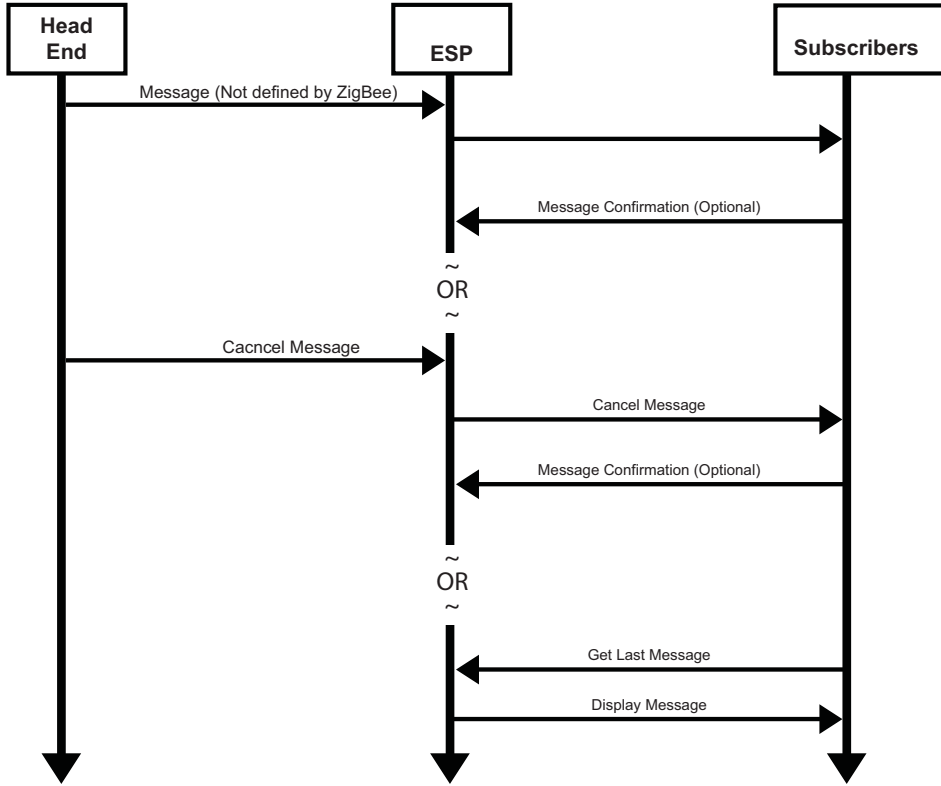 Head
End
ESP
Subscribers
Message (Not defined by ZigBee)
Message Confirmation (Optional)
~
OR
~
Cacncel Message
Cancel Message
Message Confirmation (Optional)
~
OR
~
Get Last Message
Display Message